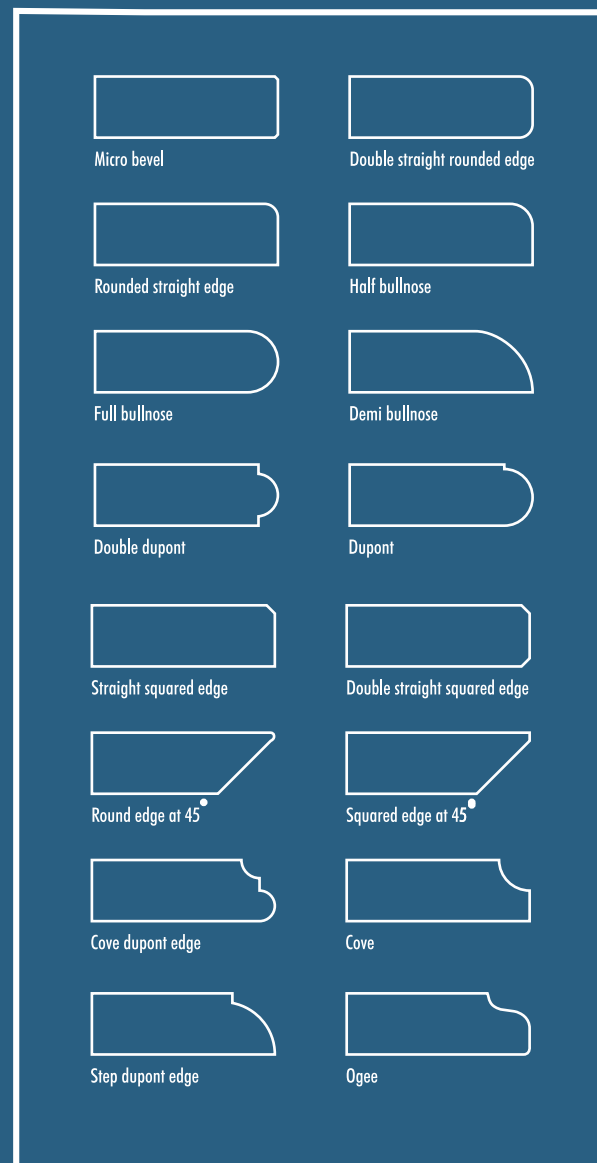 Micro bevel
Double straight rounded edge
Rounded straight edge
Half bullnose
Full bullnose
Demi bullnose
Double dupont
Dupont
Straight squared edge
Double straight squared edge
Round edge at 45°
Squared edge at 45°
Cove dupont edge
Cove
Step dupont edge
Ogee